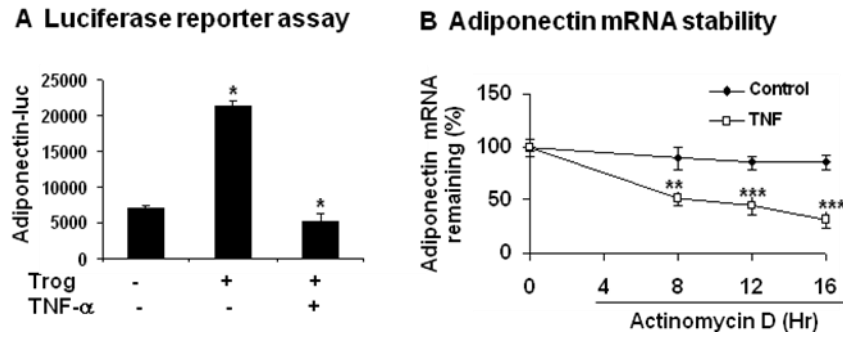 A Luciferase reporter assay
Adiponectin-luc
25000
20000
15000
10000
5000
0
*
*
Trog - + +
TNF-α - - +
B Adiponectin mRNA stability
Adiponectin mRNA
remaining (%)
150
100
50
0
Control
TNF
**
***
***
0 4 8 12 16
Actinomycin D (Hr)